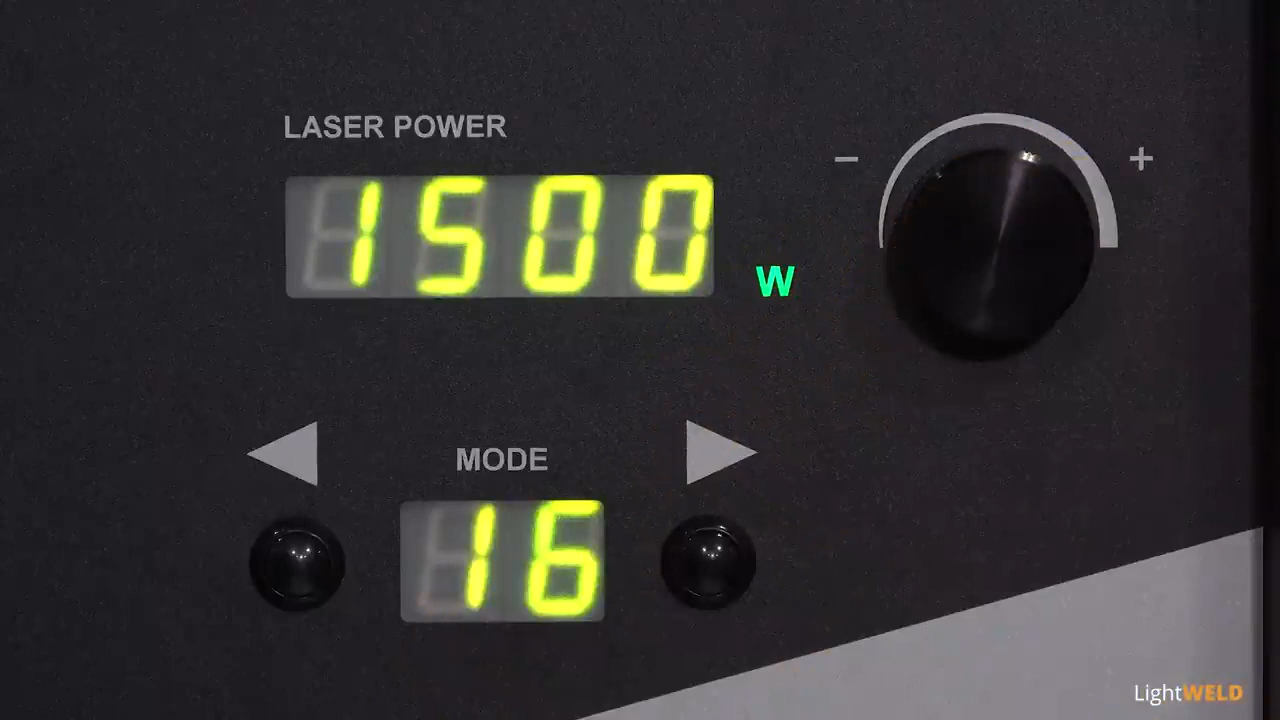 LASER POWER
− +
1500 W
MODE
16
LightWELD